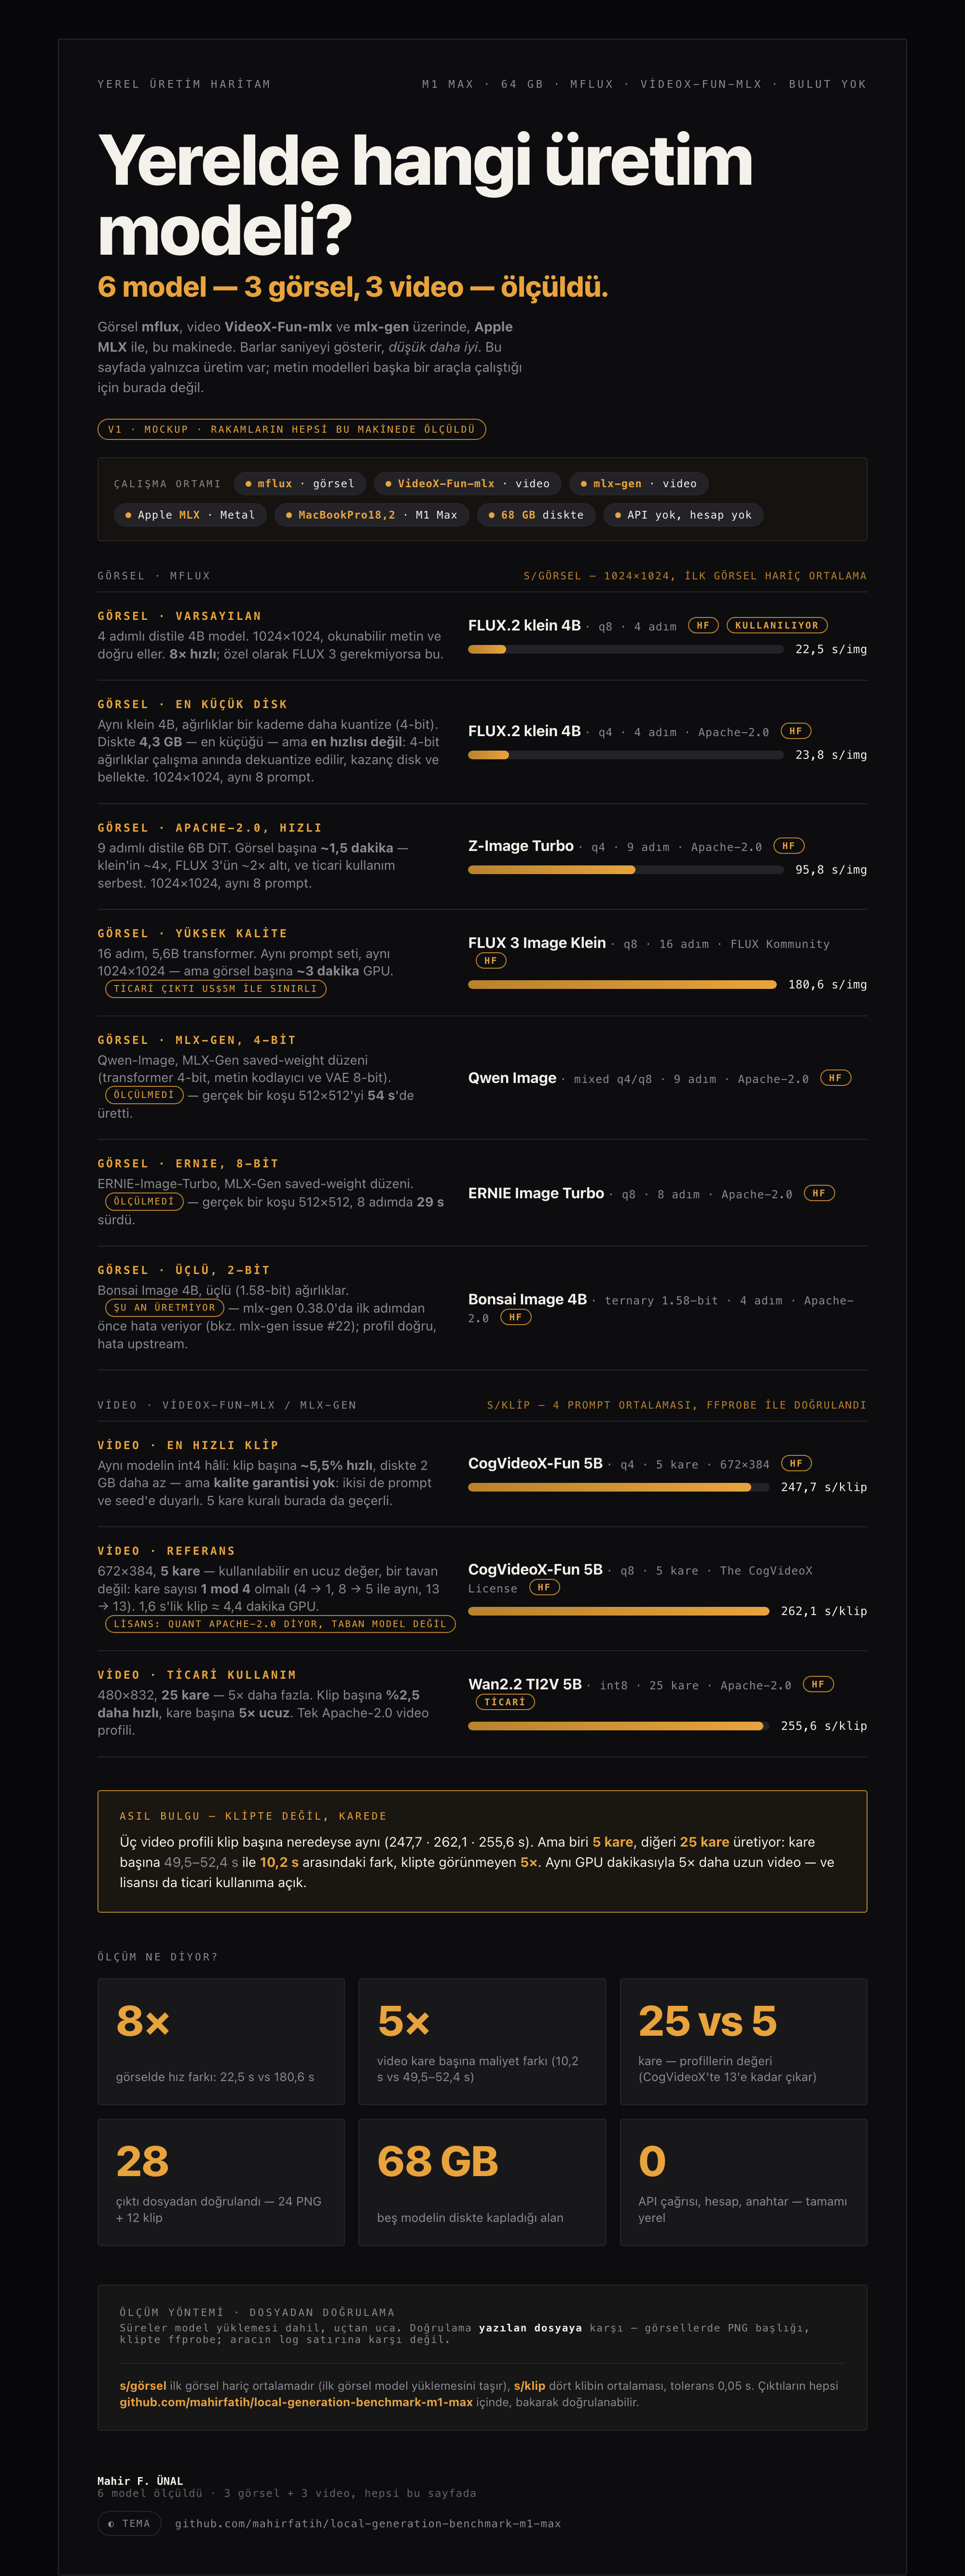 YEREL ÜRETİM HARİTAM
M1 MAX · 64 GB · MFLUX · VİDEOX-FUN-MLX · BULUT YOK
Yerelde hangi üretim
modeli?
6 model — 3 görsel, 3 video — ölçüldü.
Görsel mflux, video VideoX-Fun-mlx ve mlx-gen üzerinde, Apple
MLX ile, bu makinede. Barlar saniyeyi gösterir, düşük daha iyi. Bu
sayfada yalnızca üretim var; metin modelleri başka bir araçla çalıştığı
için burada değil.
V1 · MOCKUP · RAKAMLARIN HEPSİ BU MAKİNEDE ÖLÇÜLDÜ
ÇALIŞMA ORTAMI
mflux · görsel
VideoX-Fun-mlx · video
mlx-gen · video
Apple MLX · Metal
MacBookPro18,2 · M1 Max
68 GB diskte
API yok, hesap yok
GÖRSEL · MFLUX
S/GÖRSEL — 1024×1024, İLK GÖRSEL HARİÇ ORTALAMA
GÖRSEL · VARSAYILAN
4 adımlı distile 4B model. 1024×1024, okunabilir metin ve
doğru eller. 8× hızlı; özel olarak FLUX 3 gerekmiyorsa bu.
FLUX.2 klein 4B · q8 · 4 adım HF KULLANILIYOR
22,5 s/img
GÖRSEL · EN KÜÇÜK DİSK
Aynı klein 4B, ağırlıklar bir kademe daha kuantize (4-bit).
Diskte 4,3 GB — en küçüğü — ama en hızlısı değil: 4-bit
ağırlıklar çalışma anında dekuantize edilir, kazanç disk ve
bellekte. 1024×1024, aynı 8 prompt.
FLUX.2 klein 4B · q4 · 4 adım · Apache-2.0 HF
23,8 s/img
GÖRSEL · APACHE-2.0, HIZLI
9 adımlı distile 6B DiT. Görsel başına ~1,5 dakika —
klein'in ~4×, FLUX 3'ün ~2× altı, ve ticari kullanım
serbest. 1024×1024, aynı 8 prompt.
Z-Image Turbo · q4 · 9 adım · Apache-2.0 HF
95,8 s/img
GÖRSEL · YÜKSEK KALİTE
16 adım, 5,6B transformer. Aynı prompt seti, aynı
1024×1024 — ama görsel başına ~3 dakika GPU.
TİCARİ ÇIKTI US$5M İLE SINIRLI
FLUX 3 Image Klein · q8 · 16 adım · FLUX Kommunity
HF
180,6 s/img
GÖRSEL · MLX-GEN, 4-BİT
Qwen-Image, MLX-Gen saved-weight düzeni
(transformer 4-bit, metin kodlayıcı ve VAE 8-bit).
ÖLÇÜLMEDİ — gerçek bir koşu 512×512'yi 54 s'de
üretti.
Qwen Image · mixed q4/q8 · 9 adım · Apache-2.0 HF
GÖRSEL · ERNIE, 8-BİT
ERNIE-Image-Turbo, MLX-Gen saved-weight düzeni.
ÖLÇÜLMEDİ — gerçek bir koşu 512×512, 8 adımda 29 s
sürdü.
ERNIE Image Turbo · q8 · 8 adım · Apache-2.0 HF
GÖRSEL · ÜÇLÜ, 2-BİT
Bonsai Image 4B, üçlü (1.58-bit) ağırlıklar.
ŞU AN ÜRETMİYOR — mlx-gen 0.38.0'da ilk adımdan
önce hata veriyor (bkz. mlx-gen issue #22); profil doğru,
hata upstream.
Bonsai Image 4B · ternary 1.58-bit · 4 adım · Apache-
2.0 HF
VİDEO · VİDEOX-FUN-MLX / MLX-GEN
S/KLİP — 4 PROMPT ORTALAMASI, FFPROBE İLE DOĞRULANDI
VİDEO · EN HIZLI KLİP
Aynı modelin int4 hâli: klip başına ~5,5% hızlı, diskte 2
GB daha az — ama kalite garantisi yok: ikisi de prompt
ve seed'e duyarlı. 5 kare kuralı burada da geçerli.
CogVideoX-Fun 5B · q4 · 5 kare · 672×384 HF
247,7 s/klip
VİDEO · REFERANS
672×384, 5 kare — kullanılabilir en ucuz değer, bir tavan
değil: kare sayısı 1 mod 4 olmalı (4 → 1, 8 → 5 ile aynı, 13
→ 13). 1,6 s'lik klip ≈ 4,4 dakika GPU.
LİSANS: QUANT APACHE-2.0 DİYOR, TABAN MODEL DEĞİL
CogVideoX-Fun 5B · q8 · 5 kare · The CogVideoX
License HF
262,1 s/klip
VİDEO · TİCARİ KULLANIM
480×832, 25 kare — 5× daha fazla. Klip başına %2,5
daha hızlı, kare başına 5× ucuz. Tek Apache-2.0 video
profili.
Wan2.2 TI2V 5B · int8 · 25 kare · Apache-2.0 HF
TİCARİ
255,6 s/klip
ASIL BULGU — KLİPTE DEĞİL, KAREDE
Üç video profili klip başına neredeyse aynı (247,7 · 262,1 · 255,6 s). Ama biri 5 kare, diğeri 25 kare üretiyor: kare
başına 49,5–52,4 s ile 10,2 s arasındaki fark, klipte görünmeyen 5×. Aynı GPU dakikasıyla 5× daha uzun video — ve
lisansı da ticari kullanıma açık.
ÖLÇÜM NE DİYOR?
8×
görselde hız farkı: 22,5 s vs 180,6 s
5×
video kare başına maliyet farkı (10,2
s vs 49,5–52,4 s)
25 vs 5
kare — profillerin değeri
(CogVideoX'te 13'e kadar çıkar)
28
çıktı dosyadan doğrulandı — 24 PNG
+ 12 klip
68 GB
beş modelin diskte kapladığı alan
0
API çağrısı, hesap, anahtar — tamamı
yerel
ÖLÇÜM YÖNTEMİ · DOSYADAN DOĞRULAMA
Süreler model yüklemesi dahil, uçtan uca. Doğrulama yazılan dosyaya karşı — görsellerde PNG başlığı,
klipte ffprobe; aracın log satırına karşı değil.
s/görsel ilk görsel hariç ortalamadır (ilk görsel model yüklemesini taşır), s/klip dört klibin ortalaması, tolerans 0,05 s. Çıktıların hepsi
github.com/mahirfatih/local-generation-benchmark-m1-max içinde, bakarak doğrulanabilir.
Mahir F. ÜNAL
6 model ölçüldü · 3 görsel + 3 video, hepsi bu sayfada
◐ TEMA
github.com/mahirfatih/local-generation-benchmark-m1-max